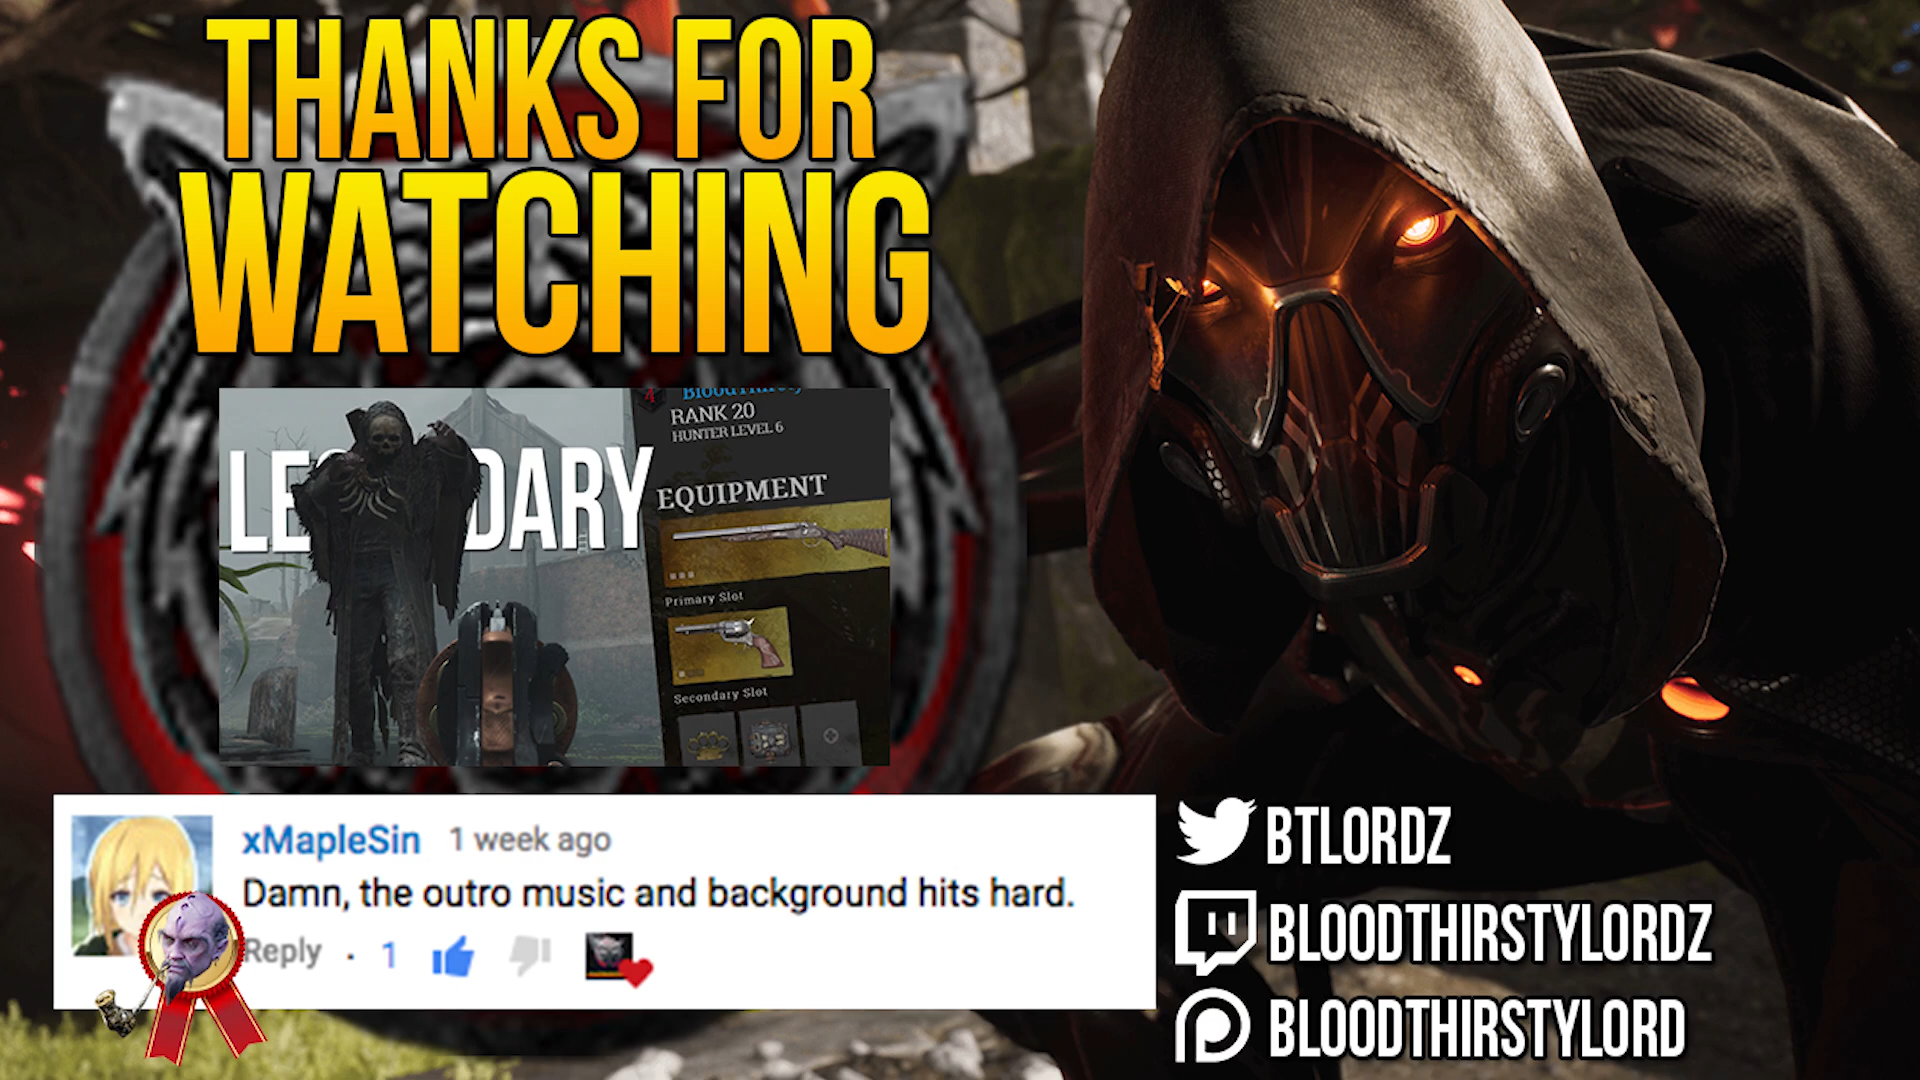 THANKS FOR
WATCHING
RANK 20
HUNTER LEVEL 6
EQUIPMENT
Primary Slot
Secondary Slot
xMapleSin 1 week ago
Damn, the outro music and background hits hard.
Reply · 1
BTLORDZ
BLOODTHIRSTYLORDZ
BLOODTHIRSTYLORD